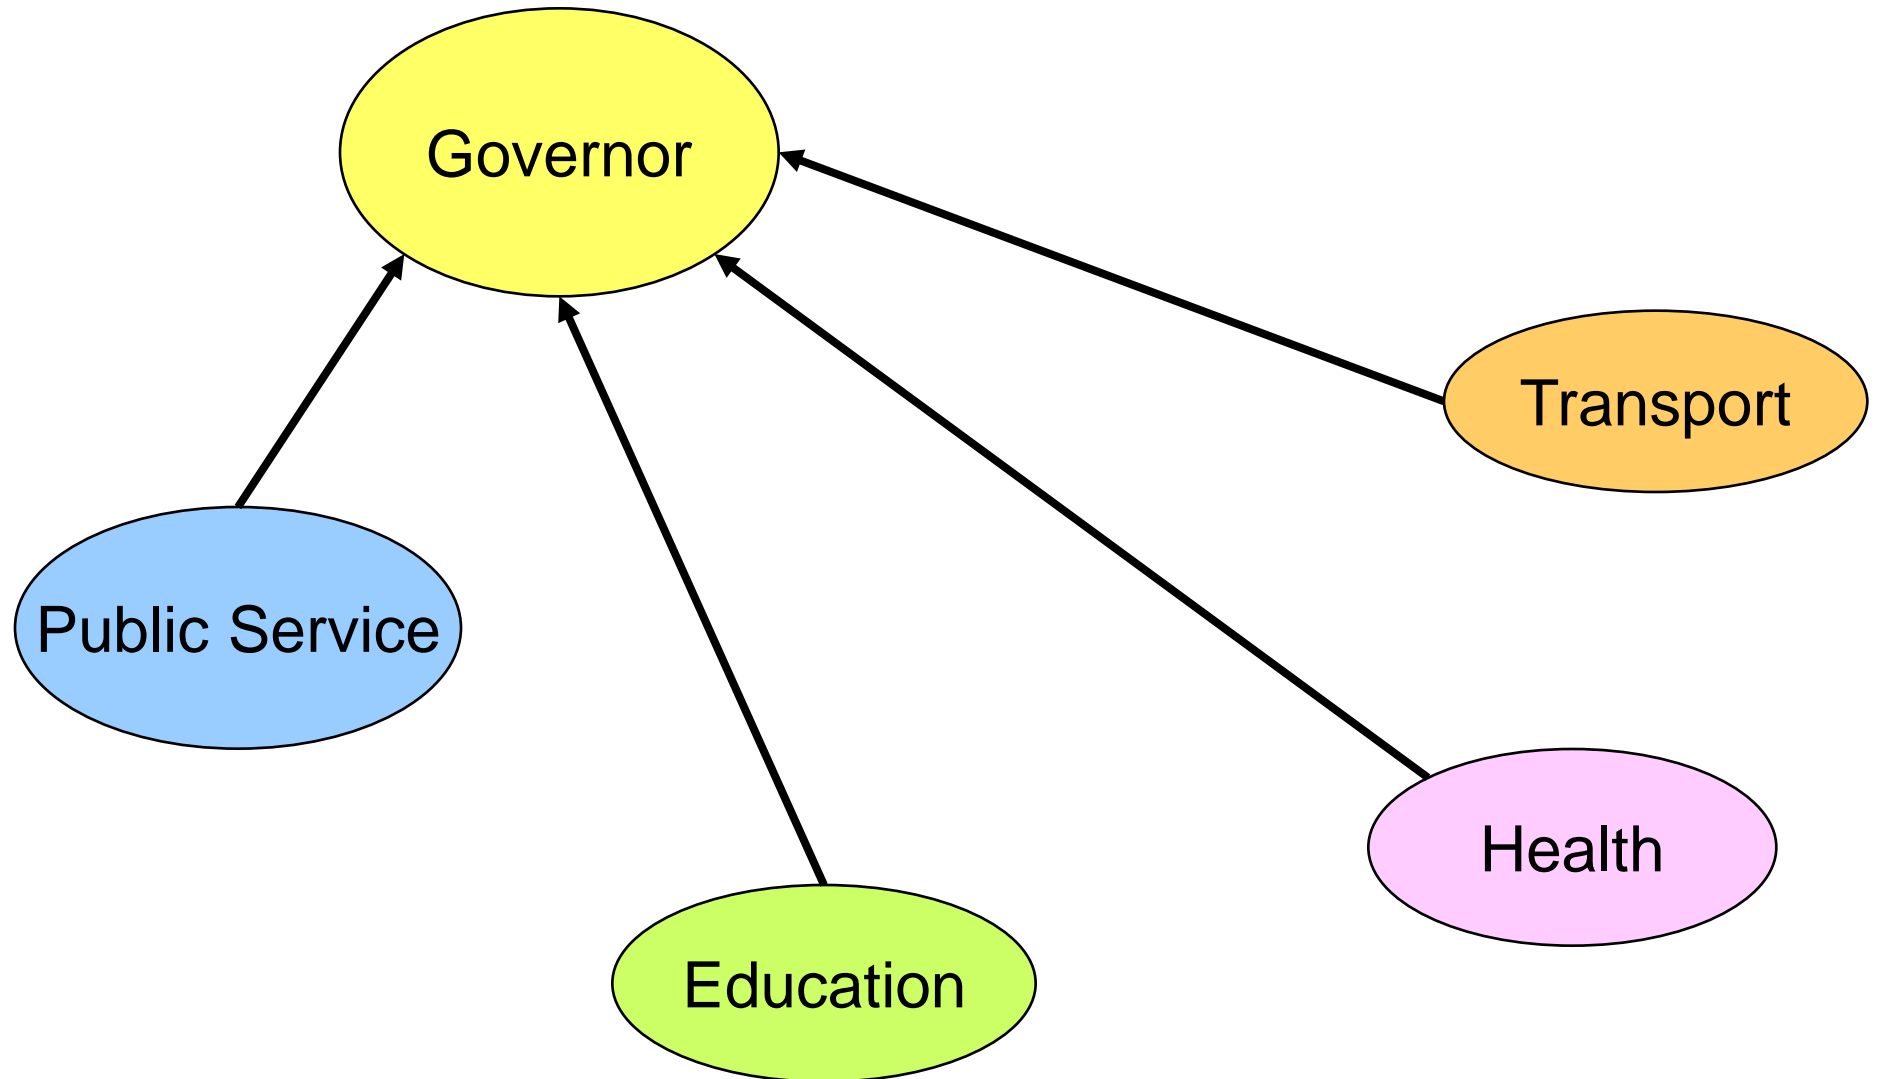 Governor
Transport
Public Service
Health
Education